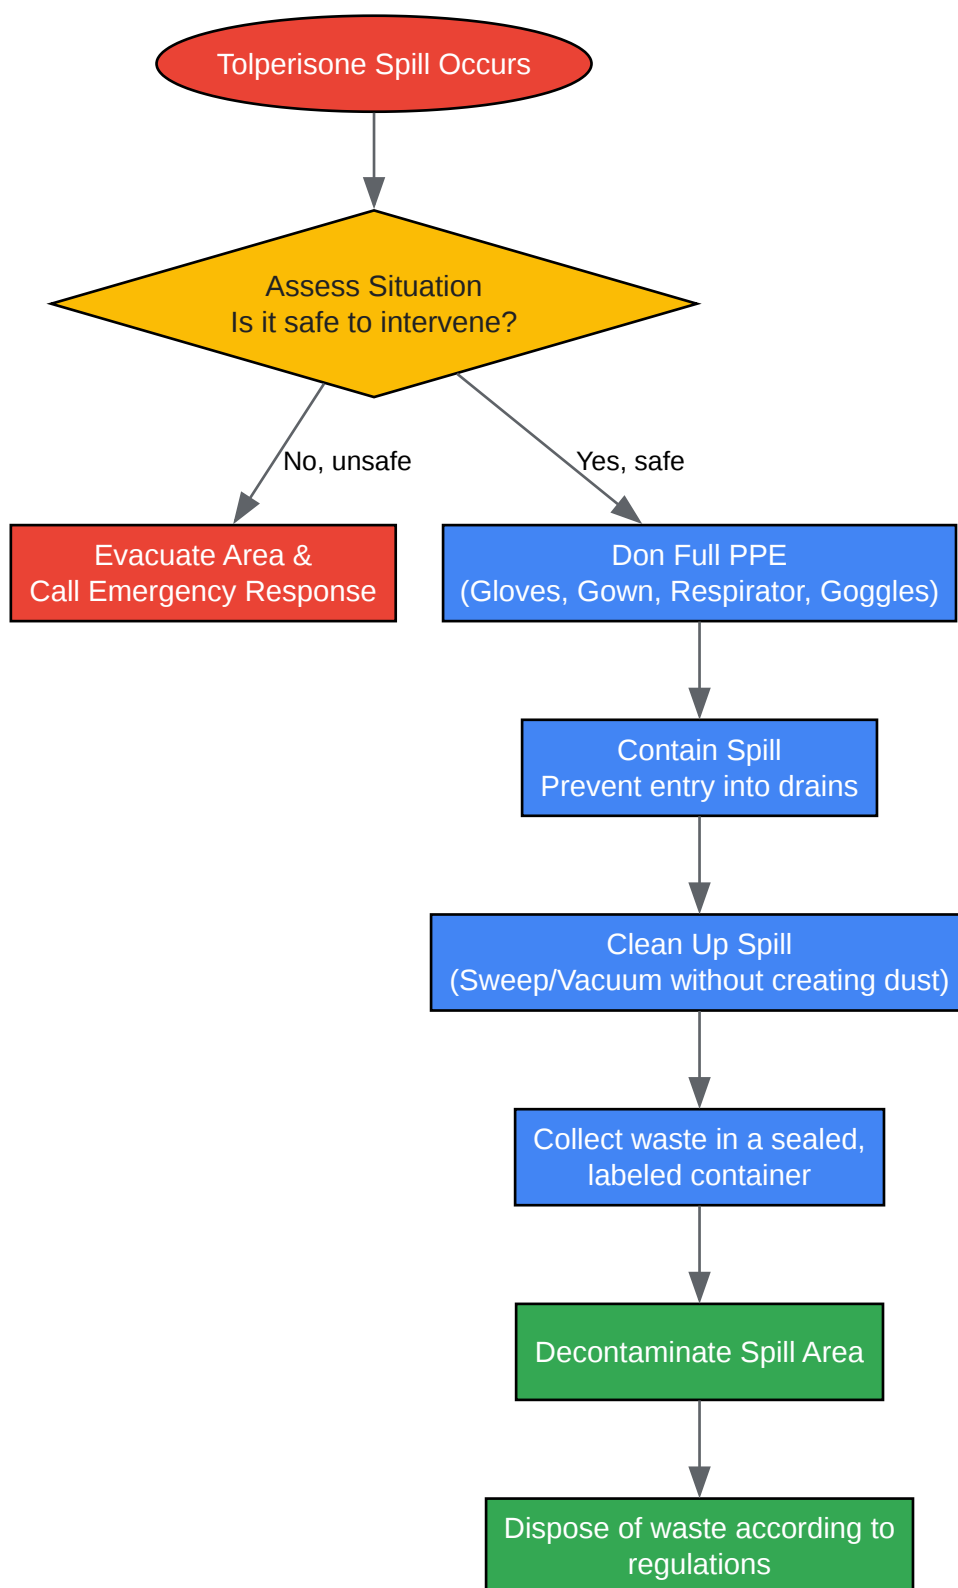 Tolperisone Spill Occurs
Assess Situation
Is it safe to intervene?
No, unsafe
Yes, safe
Evacuate Area &
Call Emergency Response
Don Full PPE
(Gloves, Gown, Respirator, Goggles)
Contain Spill
Prevent entry into drains
Clean Up Spill
(Sweep/Vacuum without creating dust)
Collect waste in a sealed,
labeled container
Decontaminate Spill Area
Dispose of waste according to
regulations